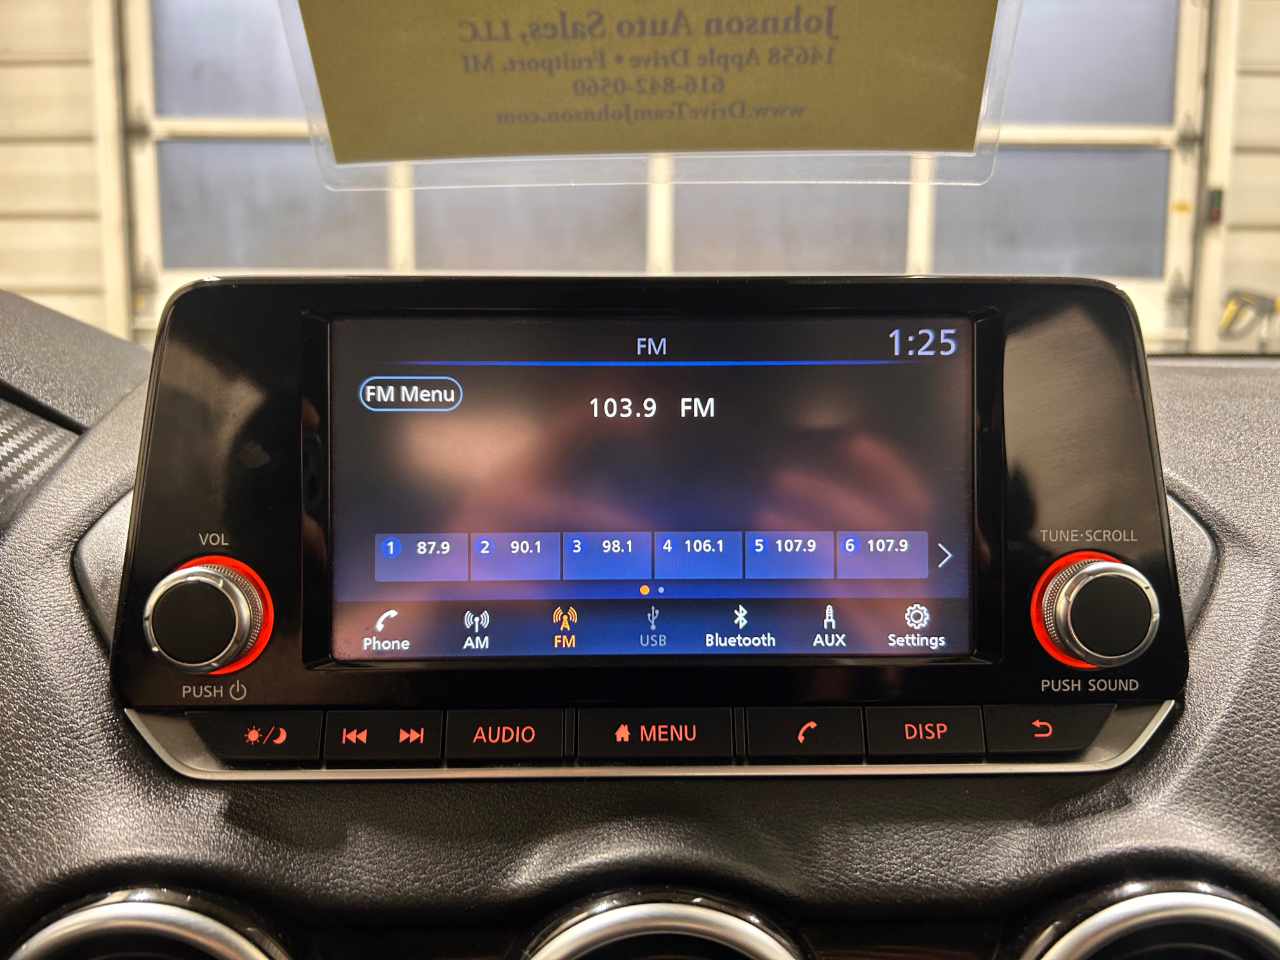 Johnson Auto Sales, LLC
14658 Apple Drive • Fruitport, MI
616-842-0560
www.DriveTeamJohnson.com
FM 1:25
FM Menu
103.9 FM
1 87.9 2 90.1 3 98.1 4 106.1 5 107.9 6 107.9
VOL
TUNE·SCROLL
Phone AM FM USB Bluetooth AUX Settings
PUSH
PUSH SOUND
AUDIO MENU DISP